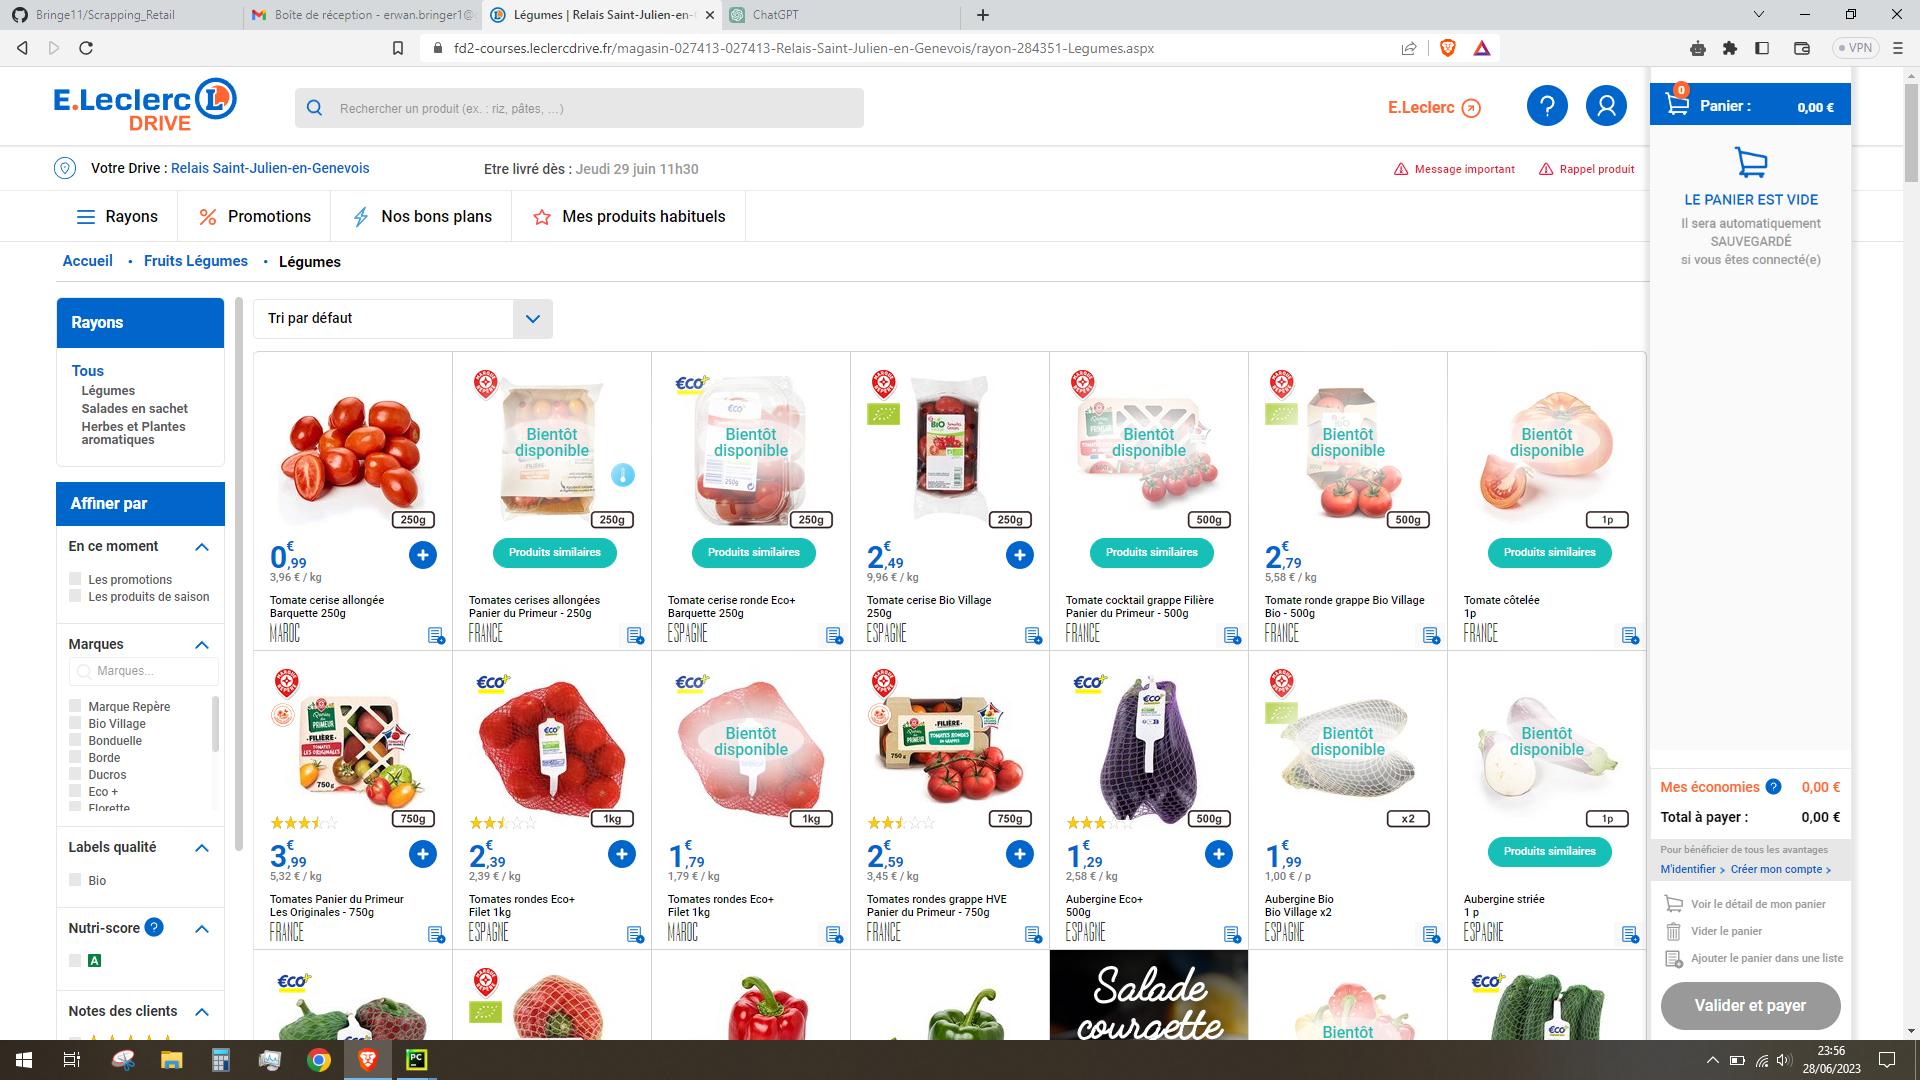 Bringe11/Scrapping_Retail
Boîte de réception - erwan.bringer1@
Légumes | Relais Saint-Julien-en-
ChatGPT
fd2-courses.leclercdrive.fr/magasin-027413-027413-Relais-Saint-Julien-en-Genevois/rayon-284351-Legumes.aspx
VPN
E.Leclerc L
DRIVE
Rechercher un produit (ex. : riz, pâtes, …)
E.Leclerc
?
0
Panier : 0,00 €
Votre Drive : Relais Saint-Julien-en-Genevois
Etre livré dès : Jeudi 29 juin 11h30
Message important
Rappel produit
LE PANIER EST VIDE
Il sera automatiquement
SAUVEGARDÉ
si vous êtes connecté(e)
Rayons
Promotions
Nos bons plans
Mes produits habituels
Accueil • Fruits Légumes • Légumes
Rayons
Tous
Légumes
Salades en sachet
Herbes et Plantes
aromatiques
Affiner par
En ce moment
Les promotions
Les produits de saison
Marques
Marques...
Marque Repère
Bio Village
Bonduelle
Borde
Ducros
Eco +
Florette
Labels qualité
Bio
Nutri-score ?
A
Notes des clients
Tri par défaut
250g
0€,99
3,96 € / kg
Tomate cerise allongée
Barquette 250g
MAROC
Bientôt
disponible
250g
Produits similaires
Tomates cerises allongées
Panier du Primeur - 250g
FRANCE
€co+
Bientôt
disponible
250g
Produits similaires
Tomate cerise ronde Eco+
Barquette 250g
ESPAGNE
250g
2€,49
9,96 € / kg
Tomate cerise Bio Village
250g
ESPAGNE
Bientôt
disponible
500g
Produits similaires
Tomate cocktail grappe Filière
Panier du Primeur - 500g
FRANCE
Bientôt
disponible
500g
2€,79
5,58 € / kg
Tomate ronde grappe Bio Village
Bio - 500g
FRANCE
Bientôt
disponible
1p
Produits similaires
Tomate côtelée
1p
FRANCE
750g
3€,99
5,32 € / kg
Tomates Panier du Primeur
Les Originales - 750g
FRANCE
€co+
1kg
2€,39
2,39 € / kg
Tomates rondes Eco+
Filet 1kg
ESPAGNE
€co+
Bientôt
disponible
1kg
1€,79
1,79 € / kg
Tomates rondes Eco+
Filet 1kg
MAROC
FILIÈRE
TOMATES RONDES
750g
2€,59
3,45 € / kg
Tomates rondes grappe HVE
Panier du Primeur - 750g
FRANCE
€co+
500g
1€,29
2,58 € / kg
Aubergine Eco+
500g
ESPAGNE
Bientôt
disponible
x2
1€,99
1,00 € / p
Aubergine Bio
Bio Village x2
ESPAGNE
Bientôt
disponible
1p
Produits similaires
Aubergine striée
1 p
ESPAGNE
€co+
Salade
courgette
Bientôt
€co+
Mes économies ? 0,00 €
Total à payer : 0,00 €
Pour bénéficier de tous les avantages
M'identifier > Créer mon compte >
Voir le détail de mon panier
Vider le panier
Ajouter le panier dans une liste
Valider et payer
23:56
28/06/2023